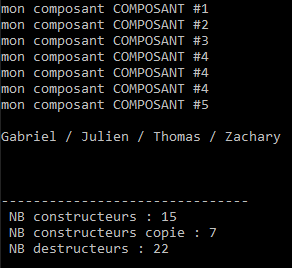 mon composant COMPOSANT #1
mon composant COMPOSANT #2
mon composant COMPOSANT #3
mon composant COMPOSANT #4
mon composant COMPOSANT #4
mon composant COMPOSANT #4
mon composant COMPOSANT #5
Gabriel / Julien / Thomas / Zachary
-------------------------------
NB constructeurs : 15
NB constructeurs copie : 7
NB destructeurs : 22